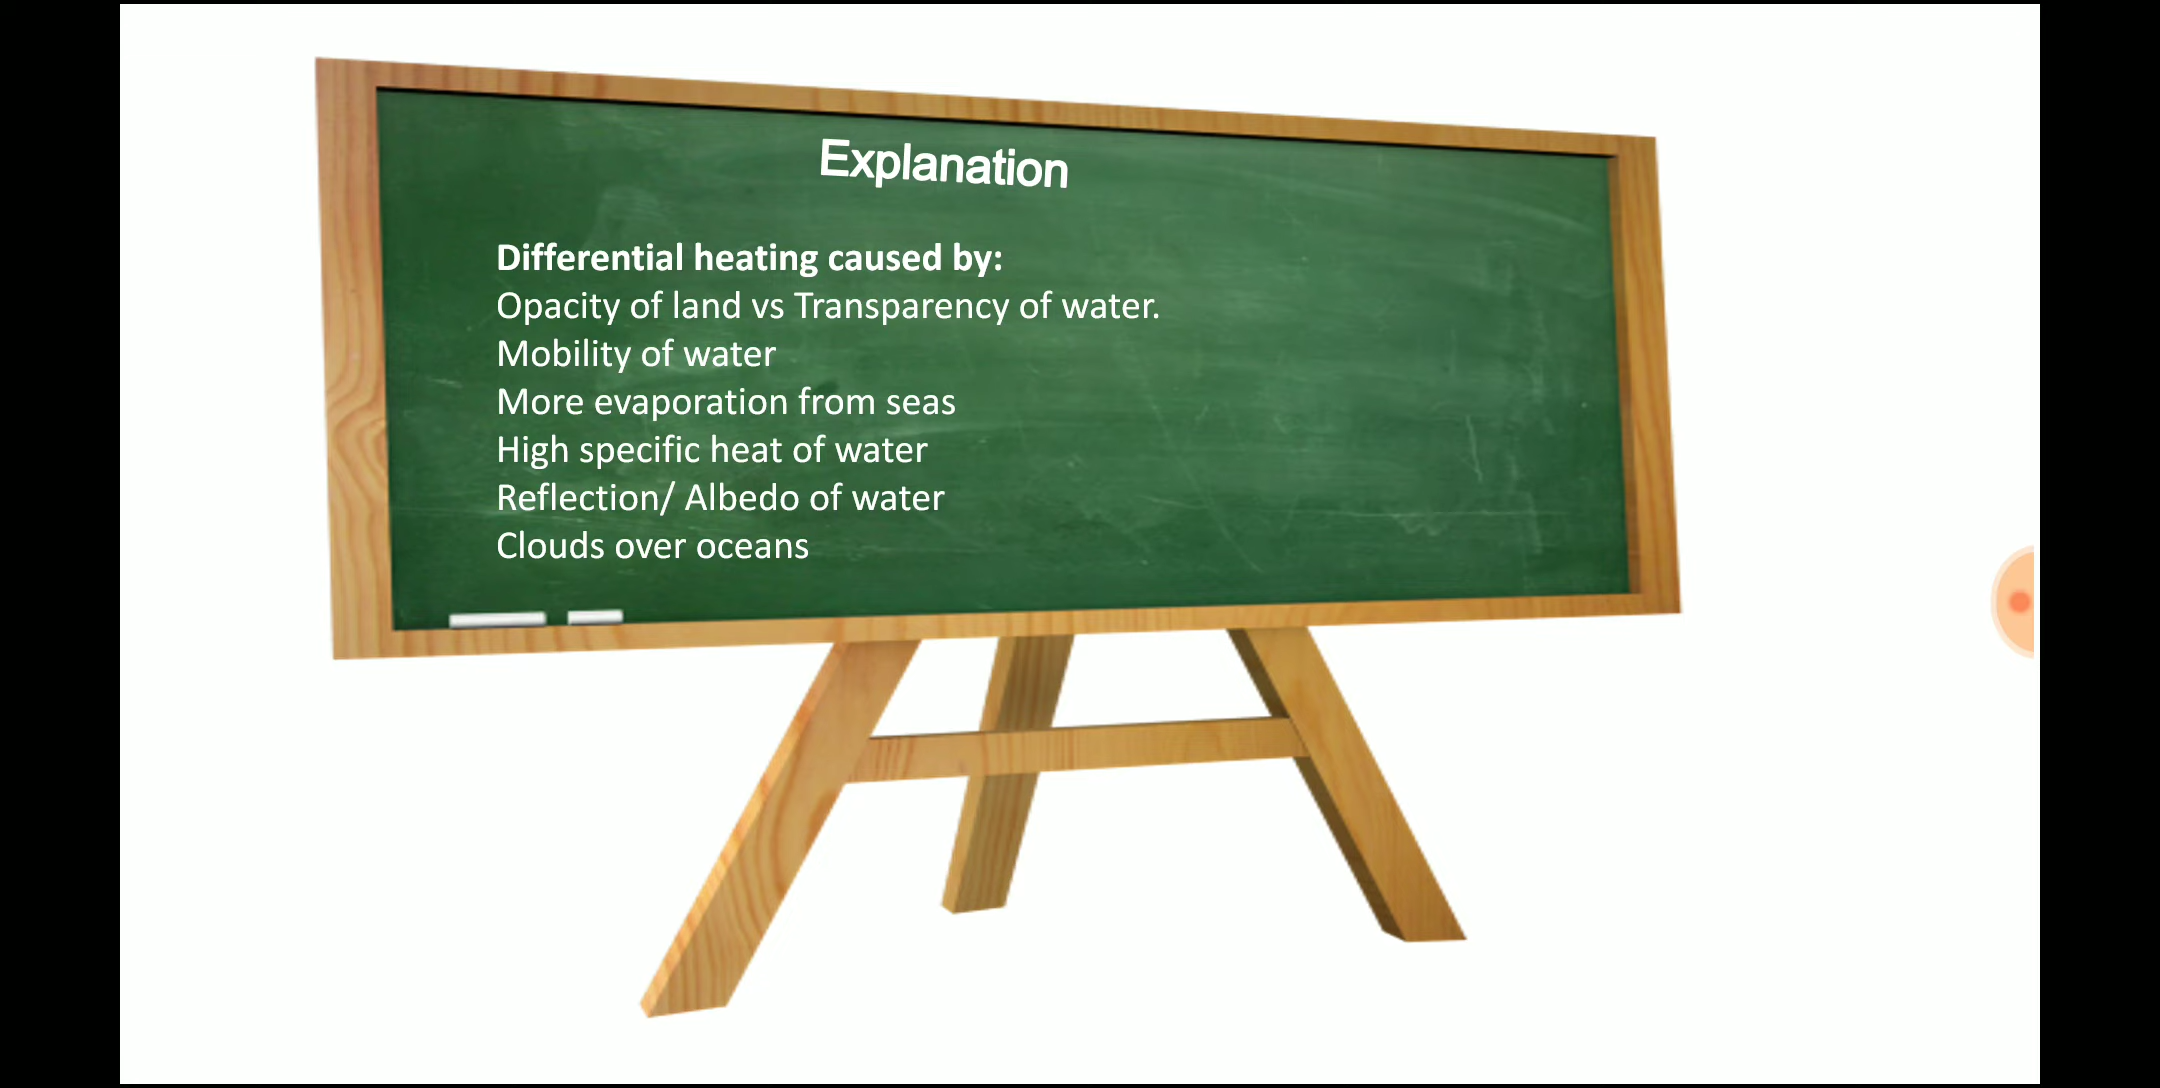 Explanation
Differential heating caused by:
Opacity of land vs Transparency of water.
Mobility of water
More evaporation from seas
High specific heat of water
Reflection/ Albedo of water
Clouds over oceans